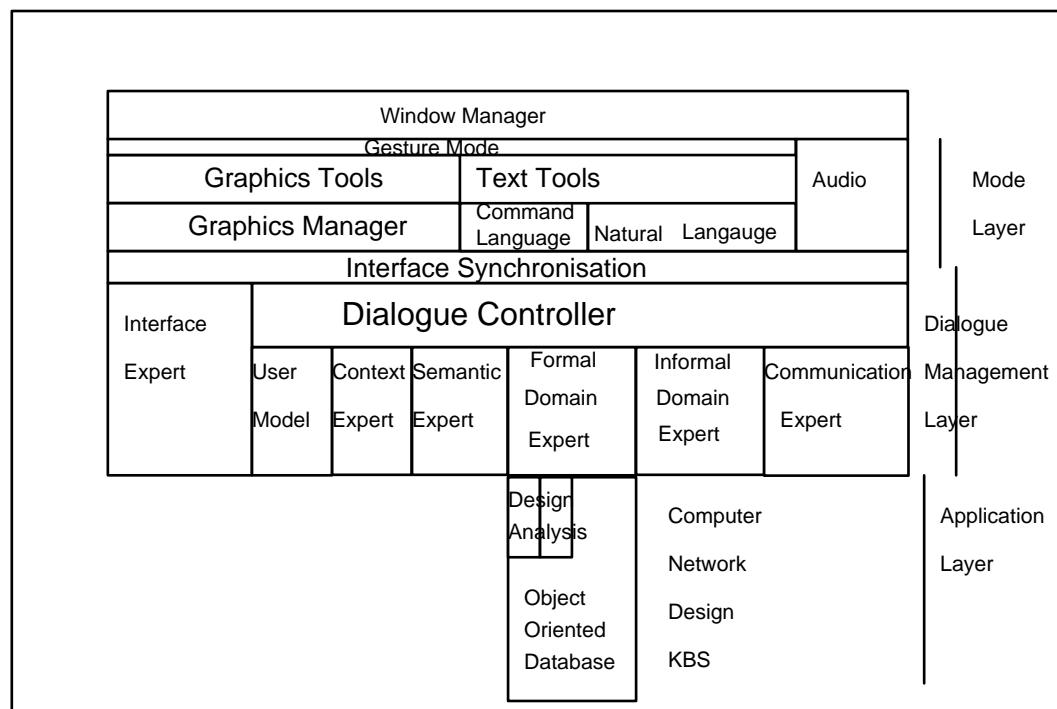 Window Manager
Gesture Mode
Graphics Tools
Text Tools
Audio
Mode
Layer
Graphics Manager
Command
Language
Natural Langauge
Interface Synchronisation
Interface
Expert
Dialogue Controller
Dialogue
Management
Layer
User
Model
Context
Expert
Semantic
Expert
Formal
Domain
Expert
Informal
Domain
Expert
Communication
Expert
Design
Analysis
Object
Oriented
Database
Computer
Network
Design
KBS
Application
Layer